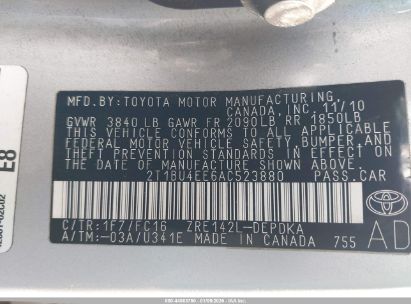 MFD. BY: TOYOTA MOTOR MANUFACTURING
CANADA, INC. 11/10
GVWR 3840 LB GAWR FR 2090LB RR 1850LB
THIS VEHICLE CONFORMS TO ALL APPLICABLE
FEDERAL MOTOR VEHICLE SAFETY, BUMPER, AND
THEFT PREVENTION STANDARDS IN EFFECT ON
THE DATE OF MANUFACTURE SHOWN ABOVE.
2T1BU4EE6AC523880 PASS.CAR
C/TR: 1F7/FC16 ZRE142L-DEPDKA
A/TM: -03A/U341E MADE IN CANADA 755
AD
TOYOTA
E8